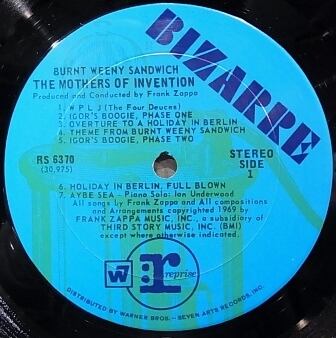 BIZARRE
BURNT WEENY SANDWICH
THE MOTHERS OF INVENTION
Produced and Conducted by Frank Zappa
1. W P L J (The Four Deuces)
2. IGOR'S BOOGIE, PHASE ONE
3. OVERTURE TO A HOLIDAY IN BERLIN
4. THEME FROM BURNT WEENY SANDWICH
5. IGOR'S BOOGIE, PHASE TWO
RS 6370
(30,975)
STEREO
SIDE
1
6. HOLIDAY IN BERLIN, FULL BLOWN
7. AYBE SEA - Piano Solo: Ian Underwood
All songs by Frank Zappa and All compositions
and Arrangements copyrighted 1969 by
FRANK ZAPPA MUSIC, INC., a subsidiary of
THIRD STORY MUSIC, INC. (BMI)
except where otherwise indicated.
W7
r
reprise
DISTRIBUTED BY WARNER BROS. - SEVEN ARTS RECORDS, INC.